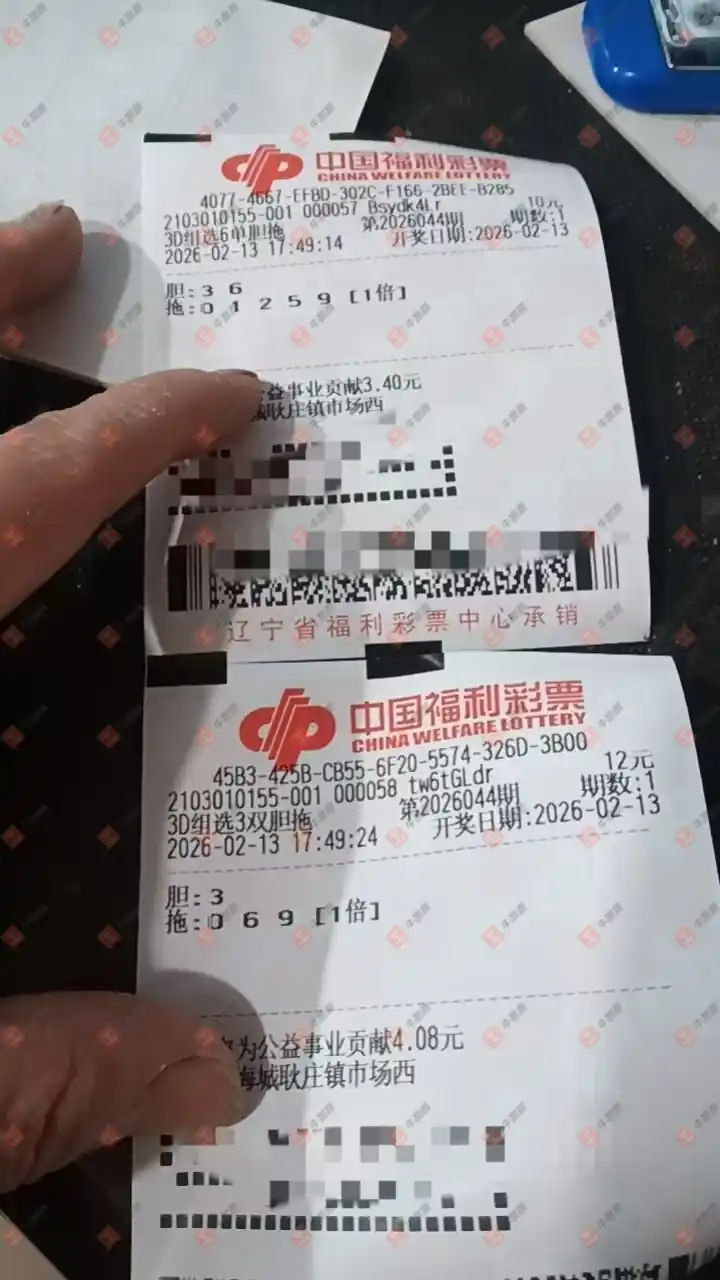 中国福利彩票
CHINA WELFARE LOTTERY
4077-4667-EFBD-302C-F166-2BEE-B285
2103010155-001 000057 Bsydk4Lr 10元
3D组选6单胆拖 第2026044期 期数:1
2026-02-13 17:49:14 开奖日期:2026-02-13
胆:3 6
拖:0 1 2 5 9 [1倍]
益事业贡献3.40元
城耿庄镇市场西
辽宁省福利彩票中心承销
中国福利彩票
CHINA WELFARE LOTTERY
45B3-425B-CB55-6F20-5574-326D-3B00
2103010155-001 000058 tw6tGLdr 12元
3D组选3双胆拖 第2026044期 期数:1
2026-02-13 17:49:24 开奖日期:2026-02-13
胆:3
拖:0 6 9 [1倍]
为公益事业贡献4.08元
海城耿庄镇市场西